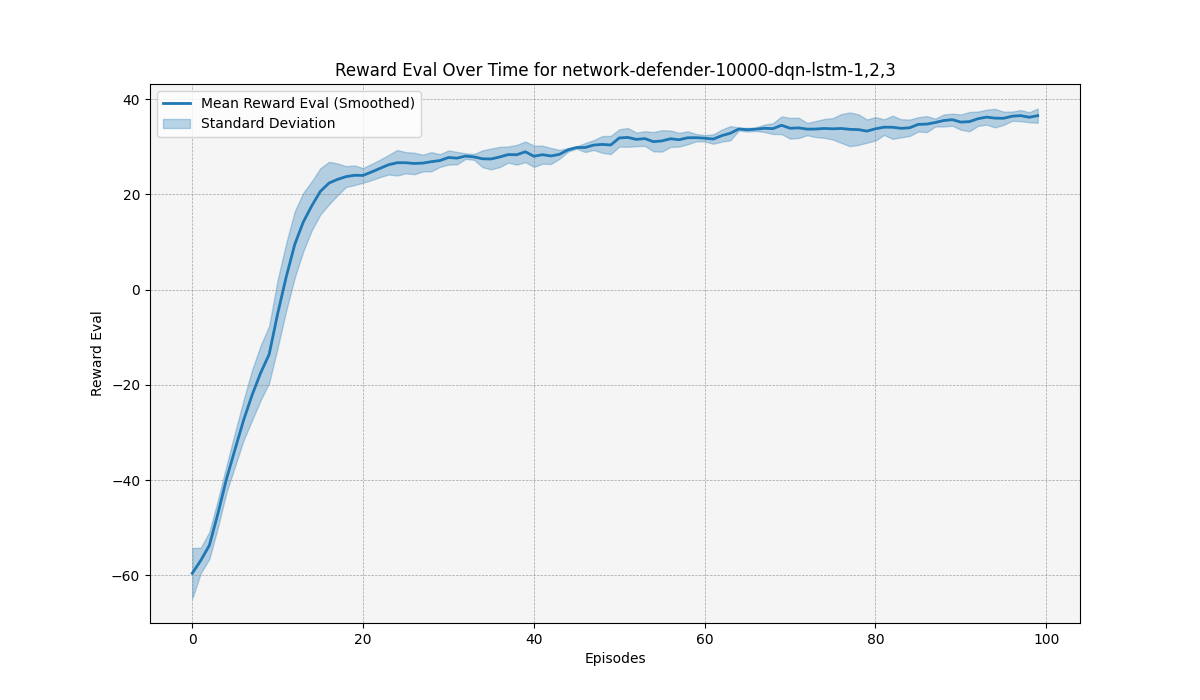 Reward Eval Over Time for network-defender-10000-dqn-lstm-1,2,3
Mean Reward Eval (Smoothed)
Standard Deviation
40
20
0
−20
−40
−60
Reward Eval
0 20 40 60 80 100
Episodes